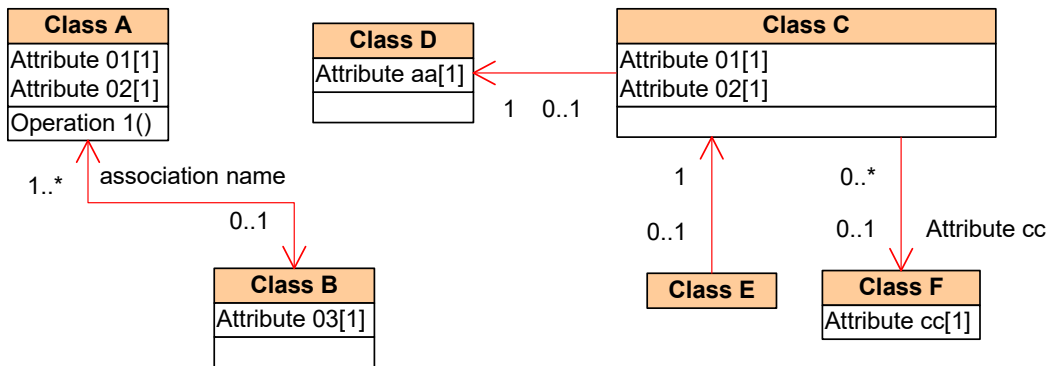 Class A
Attribute 01[1]
Attribute 02[1]
Operation 1()
1..*
association name
0..1
Class B
Attribute 03[1]
Class D
Attribute aa[1]
1
0..1
Class C
Attribute 01[1]
Attribute 02[1]
1
0..1
Class E
0..*
0..1
Attribute cc
Class F
Attribute cc[1]